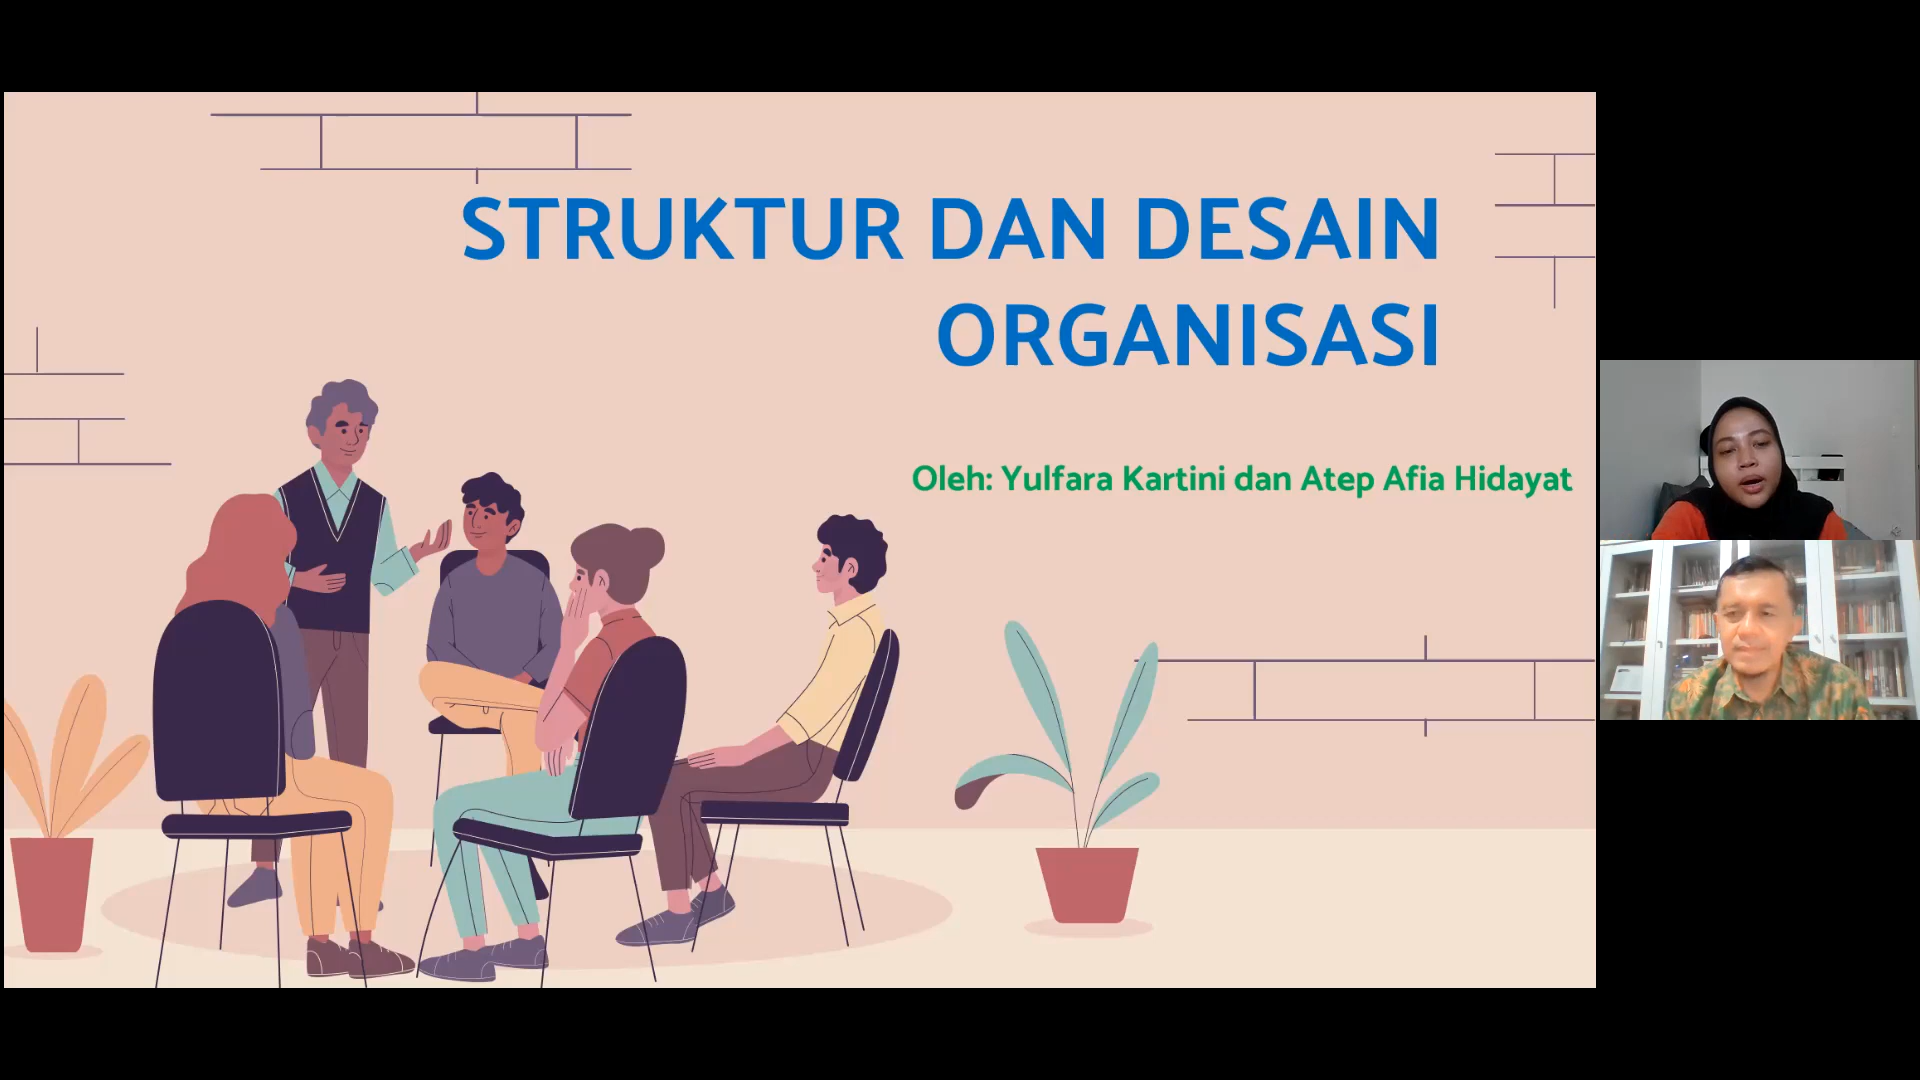 STRUKTUR DAN DESAIN
ORGANISASI
Oleh: Yulfara Kartini dan Atep Afia Hidayat